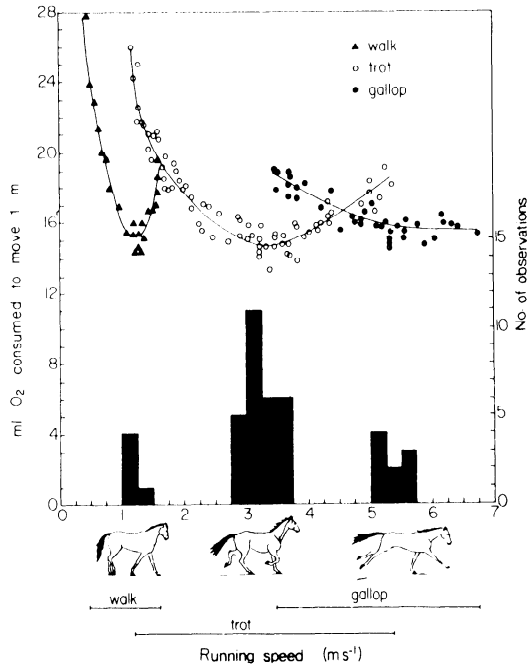 28
24
20
16
12
8
4
0
ml O₂ consumed to move 1 m
▲ walk
○ trot
● gallop
15
10
5
0
No. of observations
0 1 2 3 4 5 6 7
walk
gallop
trot
Running speed (m s⁻¹)